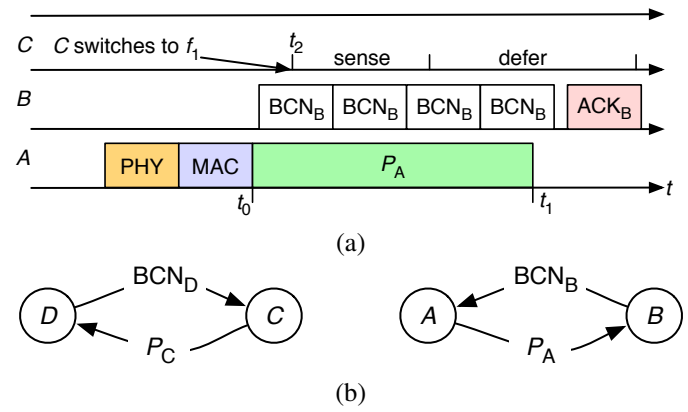 C C switches to f1 t2 sense defer
B BCNB BCNB BCNB BCNB ACKB
A PHY MAC PA
t0 t1 t
(a)
BCND BCNB
D C A B
PC PA
(b)